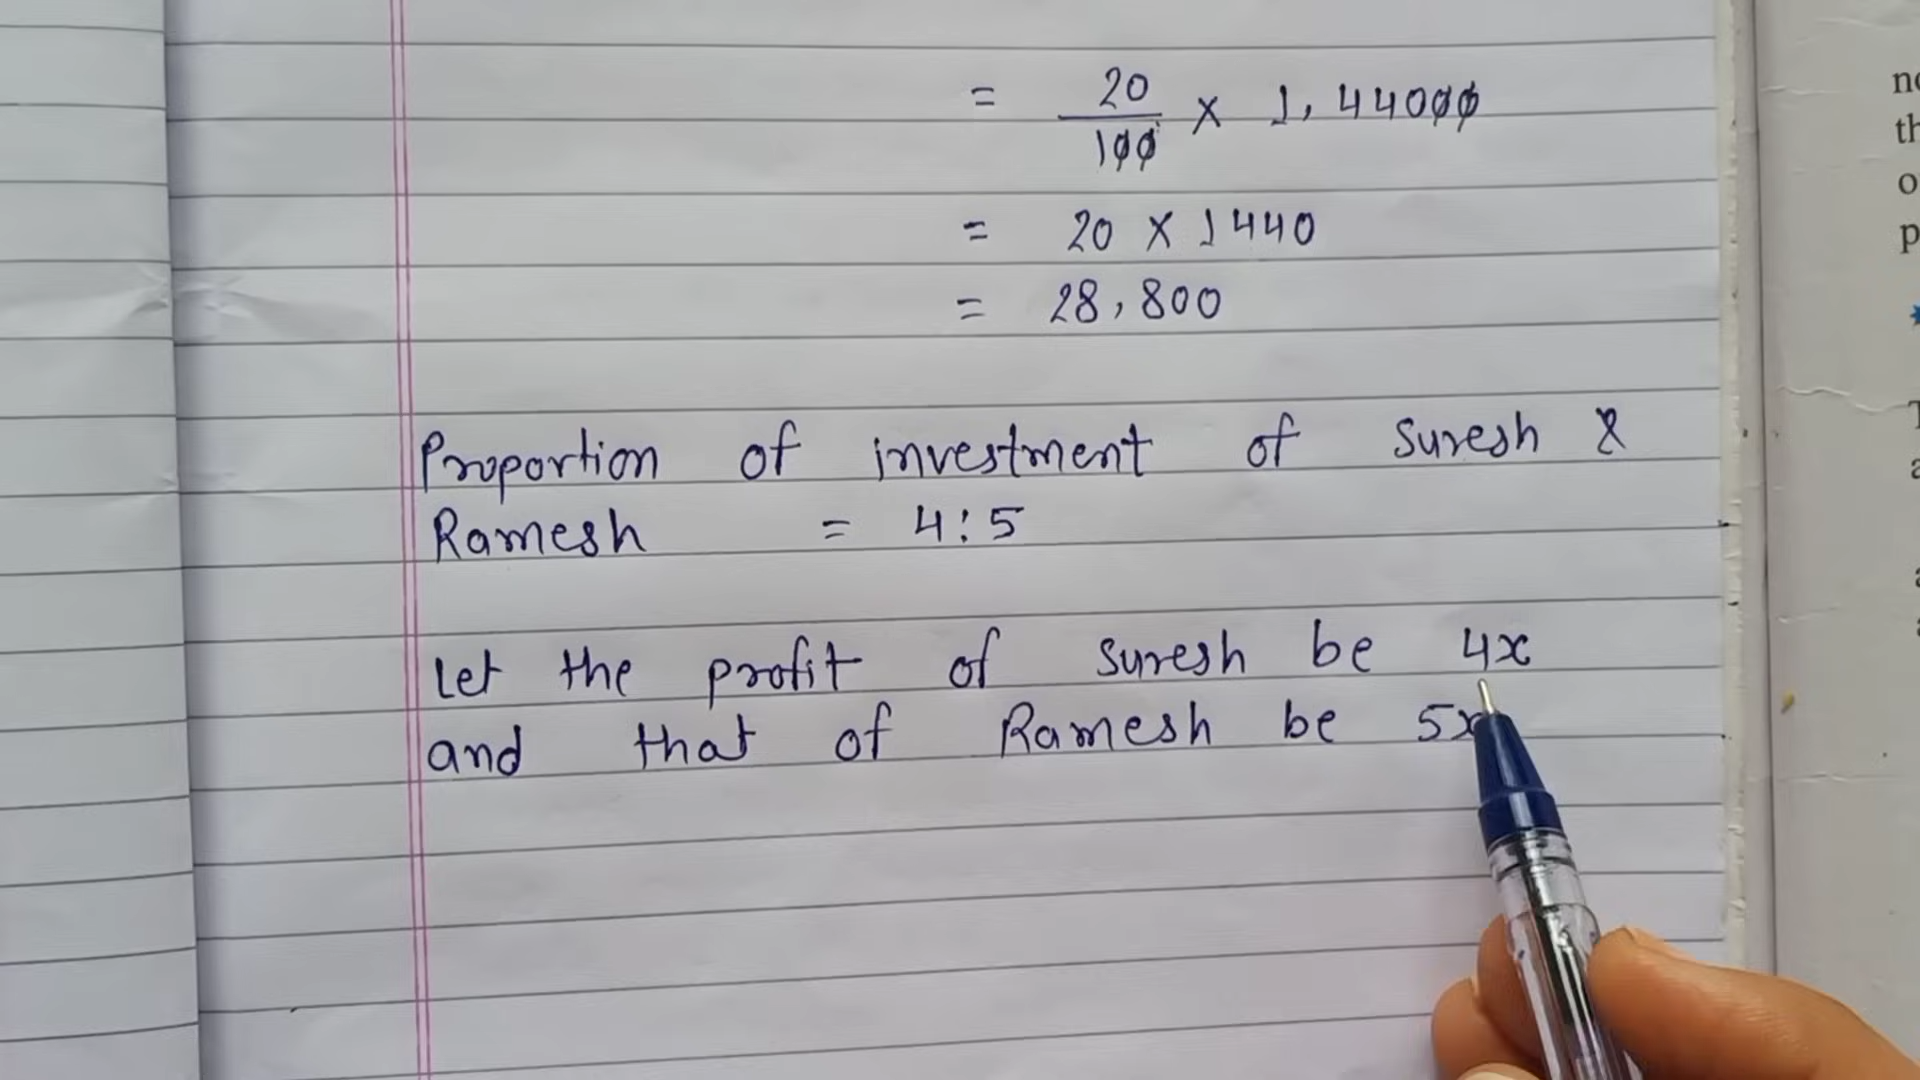 = 20/100 × 1,44000
= 20 × 1440
= 28,800
Proportion of investment of Suresh &
Ramesh = 4:5
Let the profit of Suresh be 4x
and that of Ramesh be 5x